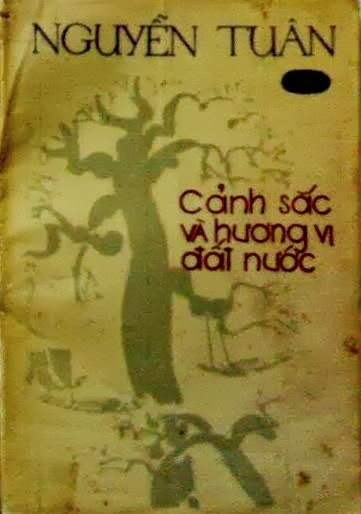 NGUYỄN TUÂN
Cảnh sắc
và hương vị
đất nước